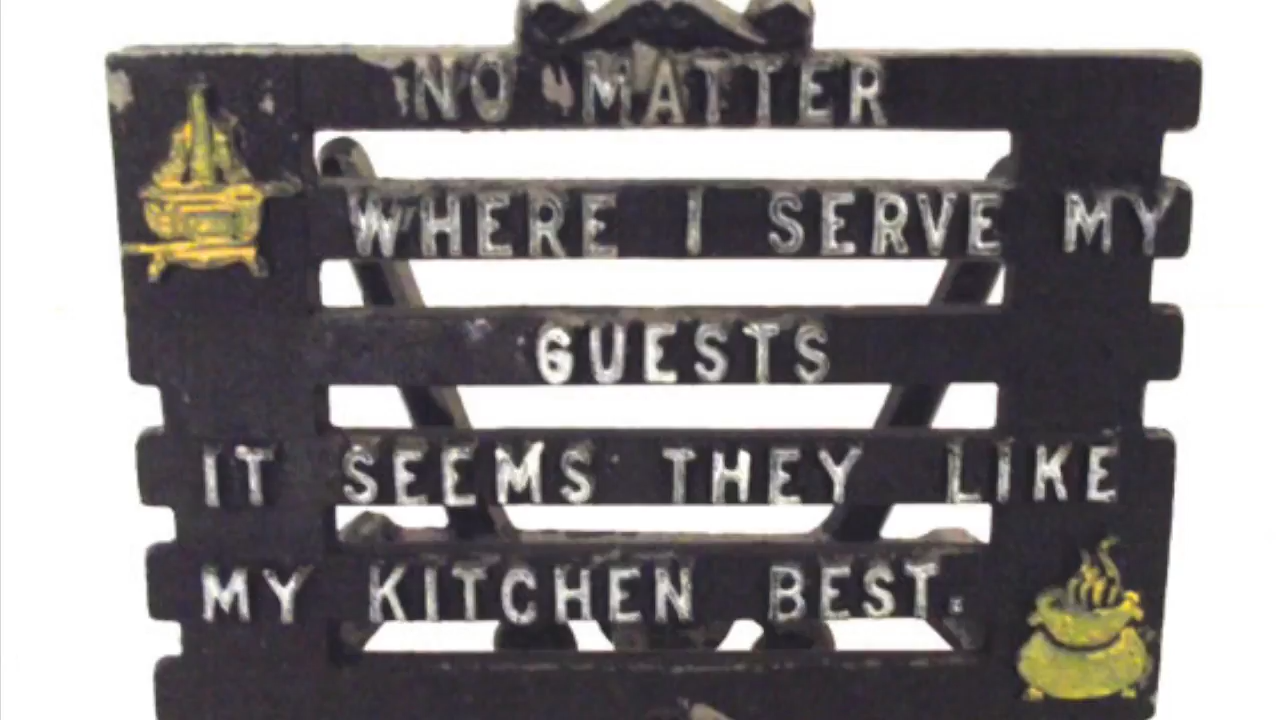 NO MATTER
WHERE I SERVE MY
GUESTS
IT SEEMS THEY LIKE
MY KITCHEN BEST.